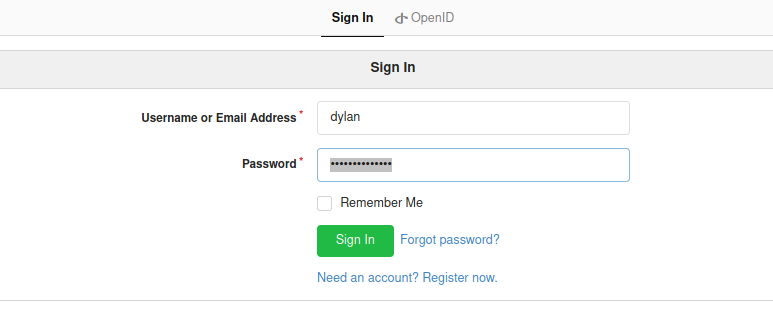 Sign In OpenID
Sign In
Username or Email Address *
dylan
Password *
••••••••••••••
Remember Me
Sign In Forgot password?
Need an account? Register now.